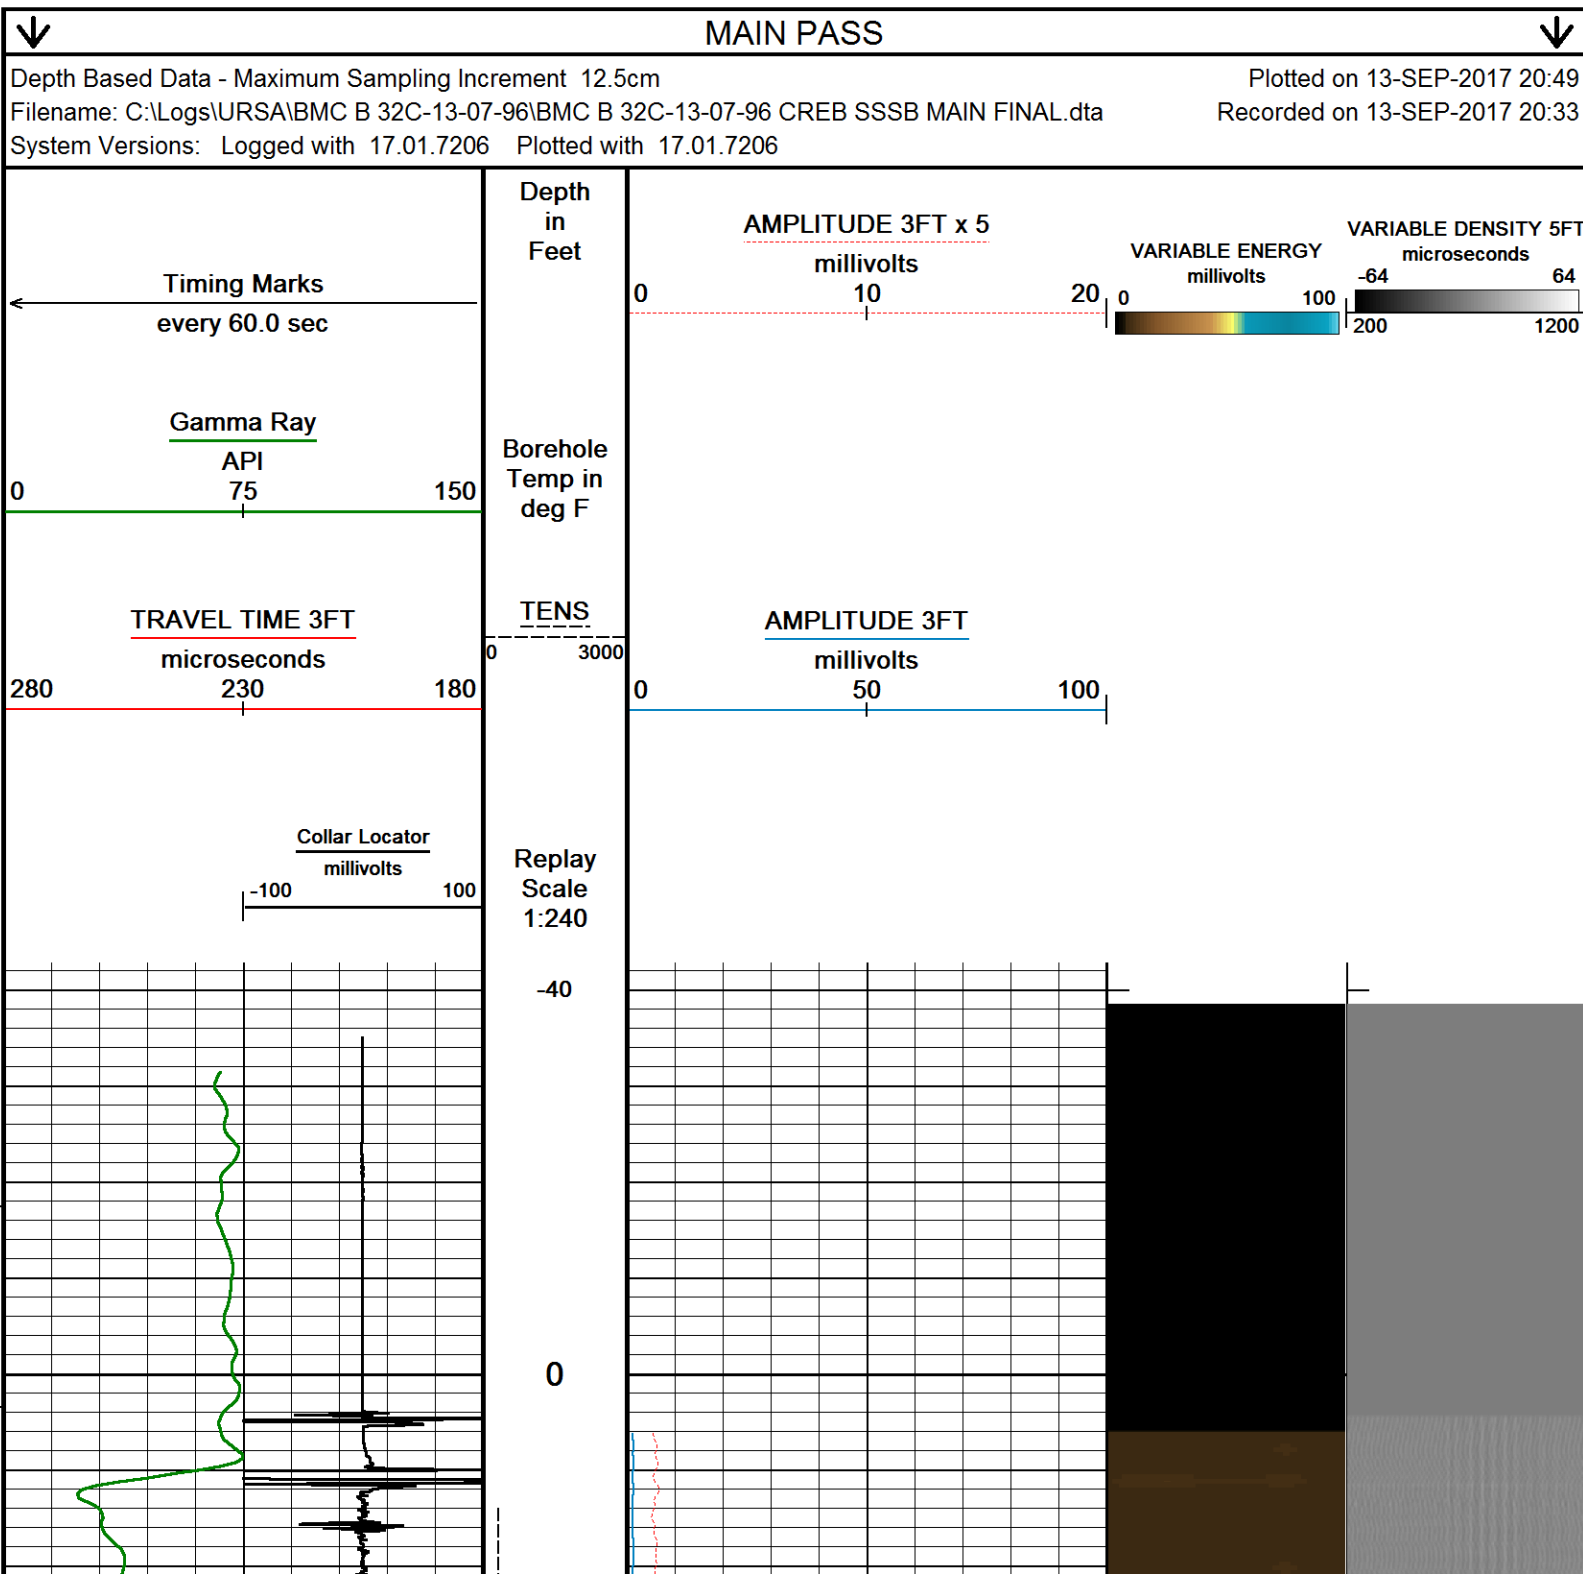 MAIN PASS
Depth Based Data - Maximum Sampling Increment 12.5cm
Plotted on 13-SEP-2017 20:49
Filename: C:\Logs\URSA\BMC B 32C-13-07-96\BMC B 32C-13-07-96 CREB SSSB MAIN FINAL.dta
Recorded on 13-SEP-2017 20:33
System Versions: Logged with 17.01.7206 Plotted with 17.01.7206
Timing Marks
every 60.0 sec
Gamma Ray
API
0 75 150
TRAVEL TIME 3FT
microseconds
280 230 180
Collar Locator
millivolts
-100 100
Depth
in
Feet
Borehole
Temp in
deg F
TENS
0 3000
Replay
Scale
1:240
-40
0
AMPLITUDE 3FT x 5
millivolts
0 10 20
AMPLITUDE 3FT
millivolts
0 50 100
VARIABLE ENERGY
millivolts
0 100
VARIABLE DENSITY 5FT
microseconds
-64 64
200 1200